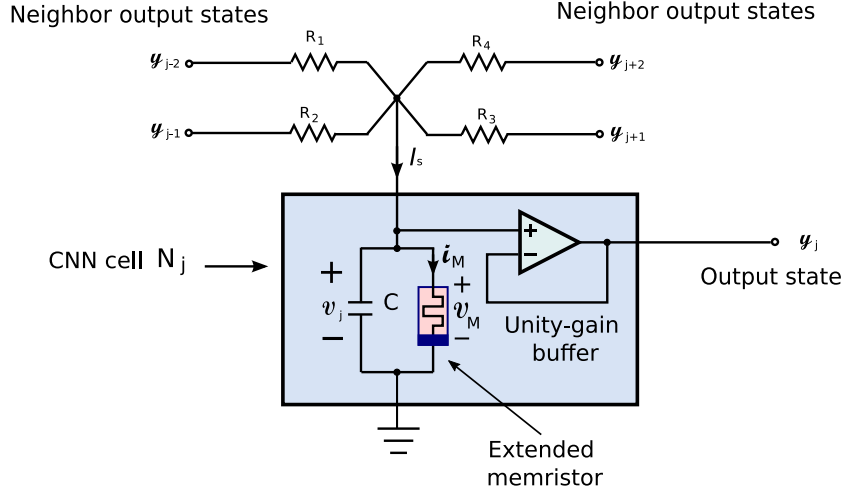 Neighbor output states
Neighbor output states
y j-2
R1
R4
y j+2
y j-1
R2
R3
y j+1
Is
CNN cell Nj
+
vj
−
C
iM
+
vM
−
+
−
Unity-gain
buffer
yj
Output state
Extended
memristor